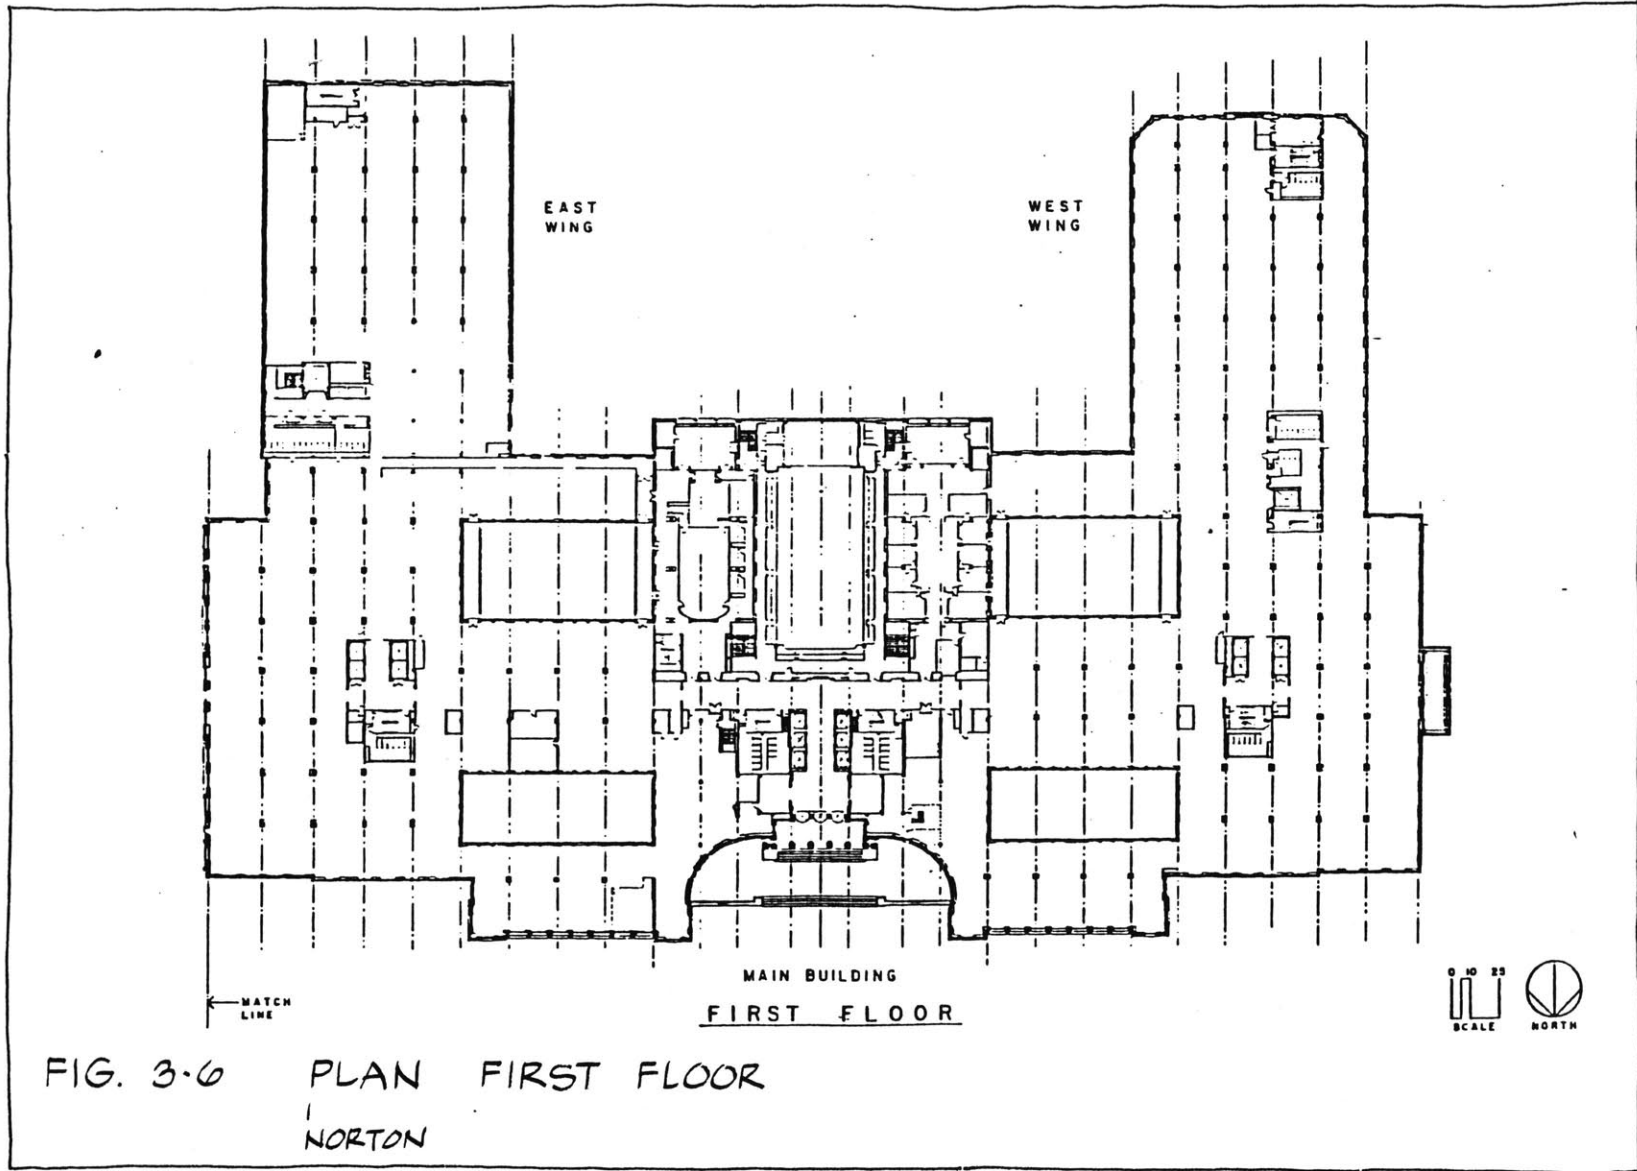 EAST
WING
WEST
WING
MAIN BUILDING
FIRST FLOOR
MATCH
LINE
0 10 25
SCALE
NORTH
FIG. 3-6 PLAN FIRST FLOOR
NORTON